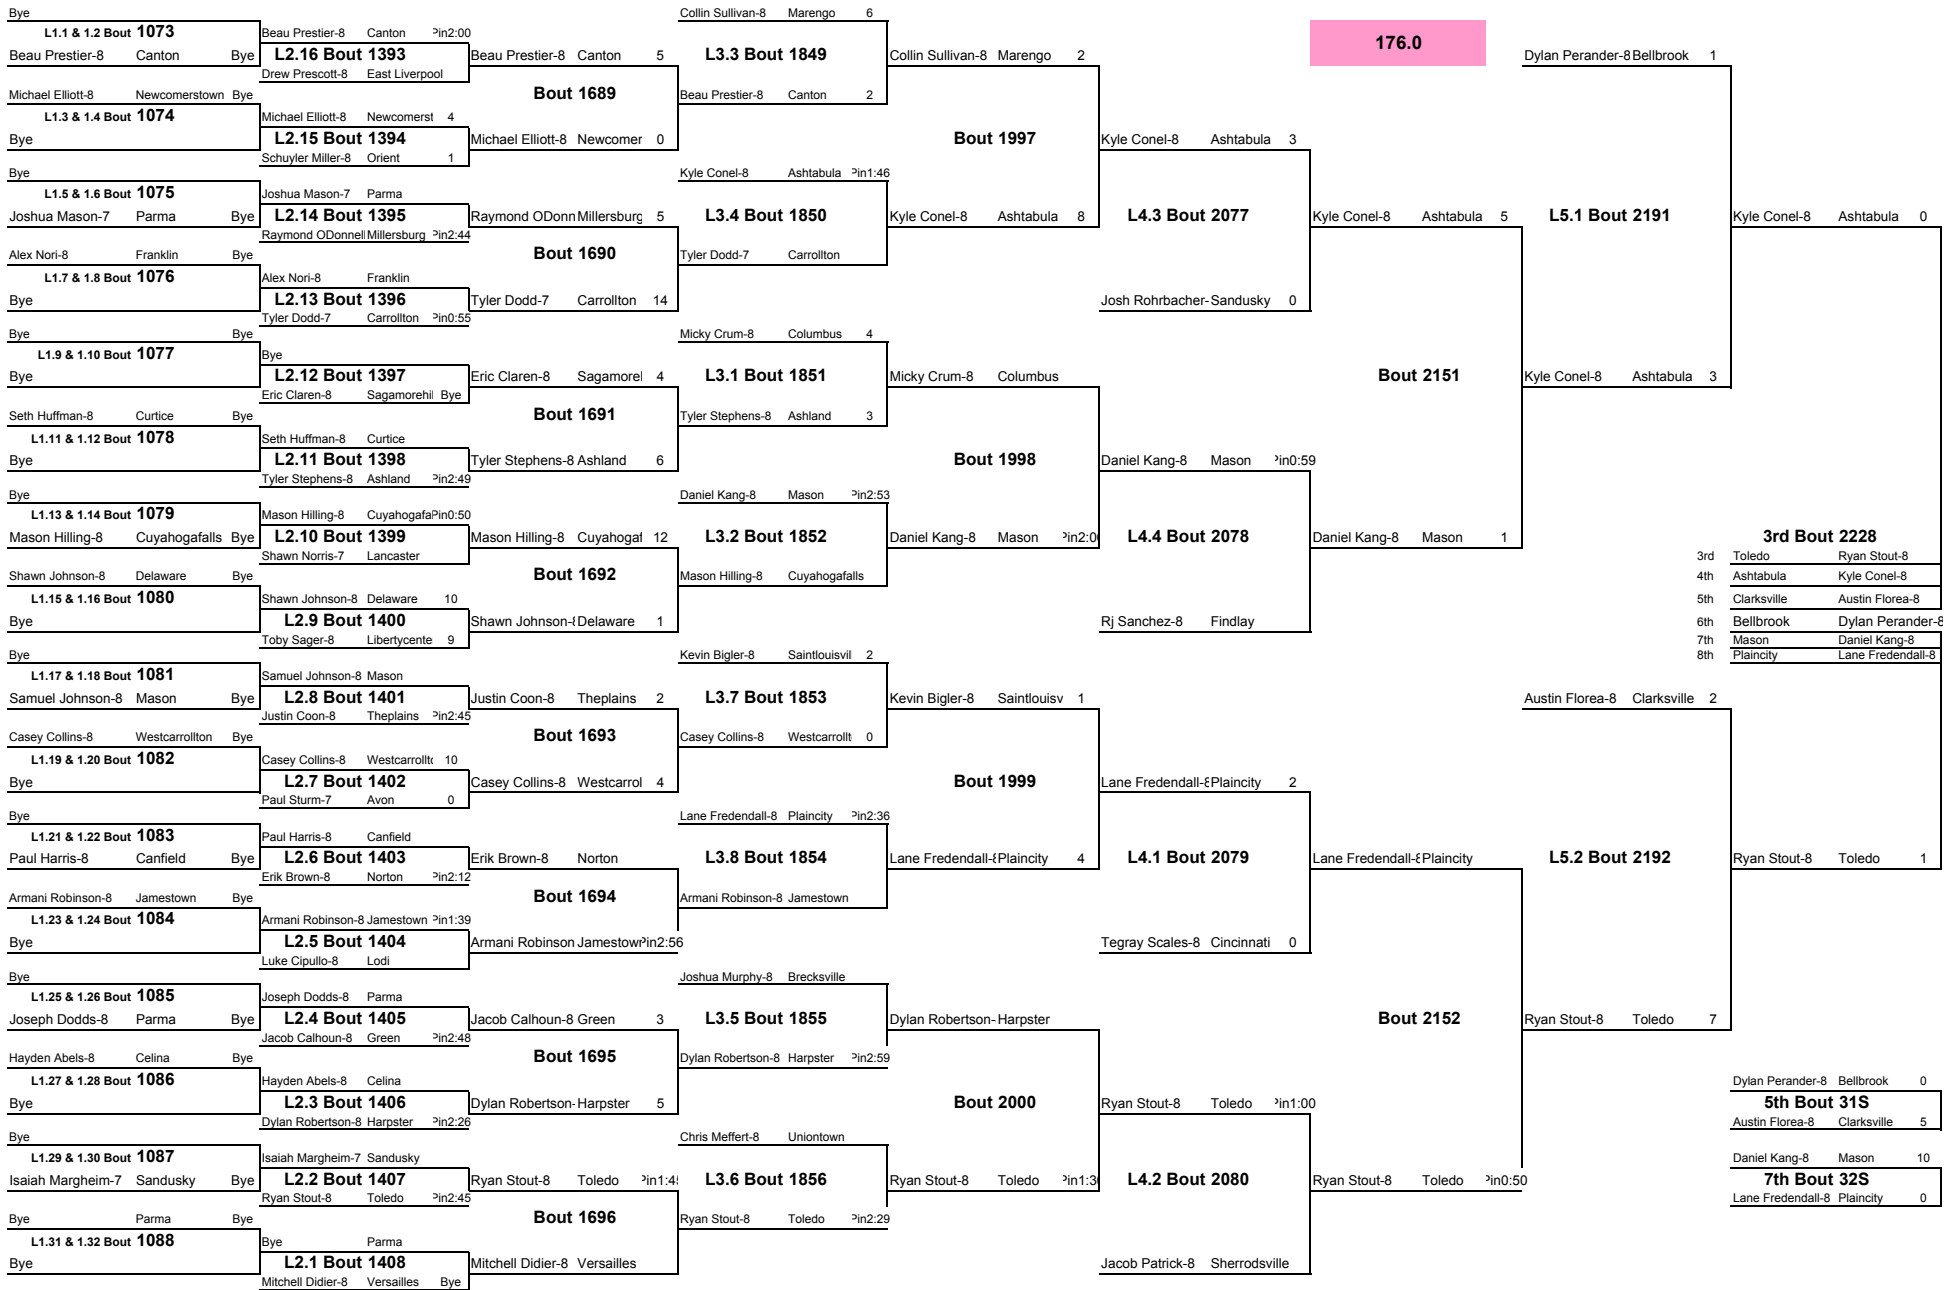 Bye
L1.1 & 1.2 Bout 1073
Beau Prestier-8 Canton Bye
Michael Elliott-8 Newcomerstown Bye
L1.3 & 1.4 Bout 1074
Bye
Bye
L1.5 & 1.6 Bout 1075
Joshua Mason-7 Parma Bye
Alex Nori-8 Franklin Bye
L1.7 & 1.8 Bout 1076
Bye
Bye Bye
L1.9 & 1.10 Bout 1077
Bye
Seth Huffman-8 Curtice Bye
L1.11 & 1.12 Bout 1078
Bye
Bye
L1.13 & 1.14 Bout 1079
Mason Hilling-8 Cuyahogafalls Bye
Shawn Johnson-8 Delaware Bye
L1.15 & 1.16 Bout 1080
Bye
Bye
L1.17 & 1.18 Bout 1081
Samuel Johnson-8 Mason Bye
Casey Collins-8 Westcarrollton Bye
L1.19 & 1.20 Bout 1082
Bye
Bye
L1.21 & 1.22 Bout 1083
Paul Harris-8 Canfield Bye
Armani Robinson-8 Jamestown Bye
L1.23 & 1.24 Bout 1084
Bye
Bye
L1.25 & 1.26 Bout 1085
Joseph Dodds-8 Parma Bye
Hayden Abels-8 Celina Bye
L1.27 & 1.28 Bout 1086
Bye
Bye
L1.29 & 1.30 Bout 1087
Isaiah Margheim-7 Sandusky Bye
Bye Parma Bye
L1.31 & 1.32 Bout 1088
Bye
Beau Prestier-8 Canton Pin2:00
L2.16 Bout 1393
Drew Prescott-8 East Liverpool
Michael Elliott-8 Newcomerst 4
L2.15 Bout 1394
Schuyler Miller-8 Orient 1
Joshua Mason-7 Parma
L2.14 Bout 1395
Raymond ODonnell Millersburg Pin2:44
Alex Nori-8 Franklin
L2.13 Bout 1396
Tyler Dodd-7 Carrollton Pin0:55
Bye
L2.12 Bout 1397
Eric Claren-8 Sagamorehil Bye
Seth Huffman-8 Curtice
L2.11 Bout 1398
Tyler Stephens-8 Ashland Pin2:49
Mason Hilling-8 Cuyahogafa Pin0:50
L2.10 Bout 1399
Shawn Norris-7 Lancaster
Shawn Johnson-8 Delaware 10
L2.9 Bout 1400
Toby Sager-8 Libertycente 9
Samuel Johnson-8 Mason
L2.8 Bout 1401
Justin Coon-8 Theplains Pin2:45
Casey Collins-8 Westcarrollto 10
L2.7 Bout 1402
Paul Sturm-7 Avon 0
Paul Harris-8 Canfield
L2.6 Bout 1403
Erik Brown-8 Norton Pin2:12
Armani Robinson-8 Jamestown Pin1:39
L2.5 Bout 1404
Luke Cipullo-8 Lodi
Joseph Dodds-8 Parma
L2.4 Bout 1405
Jacob Calhoun-8 Green Pin2:48
Hayden Abels-8 Celina
L2.3 Bout 1406
Dylan Robertson-8 Harpster Pin2:26
Isaiah Margheim-7 Sandusky
L2.2 Bout 1407
Ryan Stout-8 Toledo Pin2:45
Bye Parma
L2.1 Bout 1408
Mitchell Didier-8 Versailles Bye
Beau Prestier-8 Canton 5
Bout 1689
Michael Elliott-8 Newcomer 0
Raymond ODonn Millersburg 5
Bout 1690
Tyler Dodd-7 Carrollton 14
Eric Claren-8 Sagamorel 4
Bout 1691
Tyler Stephens-8 Ashland 6
Mason Hilling-8 Cuyahogaf 12
Bout 1692
Shawn Johnson-8 Delaware 1
Justin Coon-8 Theplains 2
Bout 1693
Casey Collins-8 Westcarrol 4
Erik Brown-8 Norton
Bout 1694
Armani Robinson Jamestow Pin2:56
Jacob Calhoun-8 Green 3
Bout 1695
Dylan Robertson- Harpster 5
Ryan Stout-8 Toledo Pin1:45
Bout 1696
Mitchell Didier-8 Versailles
Collin Sullivan-8 Marengo 6
L3.3 Bout 1849
Beau Prestier-8 Canton 2
Kyle Conel-8 Ashtabula Pin1:46
L3.4 Bout 1850
Tyler Dodd-7 Carrollton
Micky Crum-8 Columbus 4
L3.1 Bout 1851
Tyler Stephens-8 Ashland 3
Daniel Kang-8 Mason Pin2:53
L3.2 Bout 1852
Mason Hilling-8 Cuyahogafalls
Kevin Bigler-8 Saintlouisvil 2
L3.7 Bout 1853
Casey Collins-8 Westcarrollt 0
Lane Fredendall-8 Plaincity Pin2:36
L3.8 Bout 1854
Armani Robinson-8 Jamestown
Joshua Murphy-8 Brecksville
L3.5 Bout 1855
Dylan Robertson-8 Harpster Pin2:59
Chris Meffert-8 Uniontown
L3.6 Bout 1856
Ryan Stout-8 Toledo Pin2:29
Collin Sullivan-8 Marengo 2
Bout 1997
Kyle Conel-8 Ashtabula 8
Micky Crum-8 Columbus
Bout 1998
Daniel Kang-8 Mason Pin2:00
Kevin Bigler-8 Saintlouisv 1
Bout 1999
Lane Fredendall-8 Plaincity 4
Dylan Robertson- Harpster
Bout 2000
Ryan Stout-8 Toledo Pin1:30
Kyle Conel-8 Ashtabula 3
L4.3 Bout 2077
Josh Rohrbacher- Sandusky 0
Daniel Kang-8 Mason Pin0:59
L4.4 Bout 2078
Rj Sanchez-8 Findlay
Lane Fredendall-8 Plaincity 2
L4.1 Bout 2079
Tegray Scales-8 Cincinnati 0
Ryan Stout-8 Toledo Pin1:00
L4.2 Bout 2080
Jacob Patrick-8 Sherrodsville
176.0
Kyle Conel-8 Ashtabula 5
Bout 2151
Daniel Kang-8 Mason 1
Lane Fredendall-8 Plaincity
Bout 2152
Ryan Stout-8 Toledo Pin0:50
Dylan Perander-8 Bellbrook 1
L5.1 Bout 2191
Kyle Conel-8 Ashtabula 3
Austin Florea-8 Clarksville 2
L5.2 Bout 2192
Ryan Stout-8 Toledo 7
Kyle Conel-8 Ashtabula 0
3rd Bout 2228
3rd Toledo Ryan Stout-8
4th Ashtabula Kyle Conel-8
5th Clarksville Austin Florea-8
6th Bellbrook Dylan Perander-8
7th Mason Daniel Kang-8
8th Plaincity Lane Fredendall-8
Ryan Stout-8 Toledo 1
Dylan Perander-8 Bellbrook 0
5th Bout 31S
Austin Florea-8 Clarksville 5
Daniel Kang-8 Mason 10
7th Bout 32S
Lane Fredendall-8 Plaincity 0